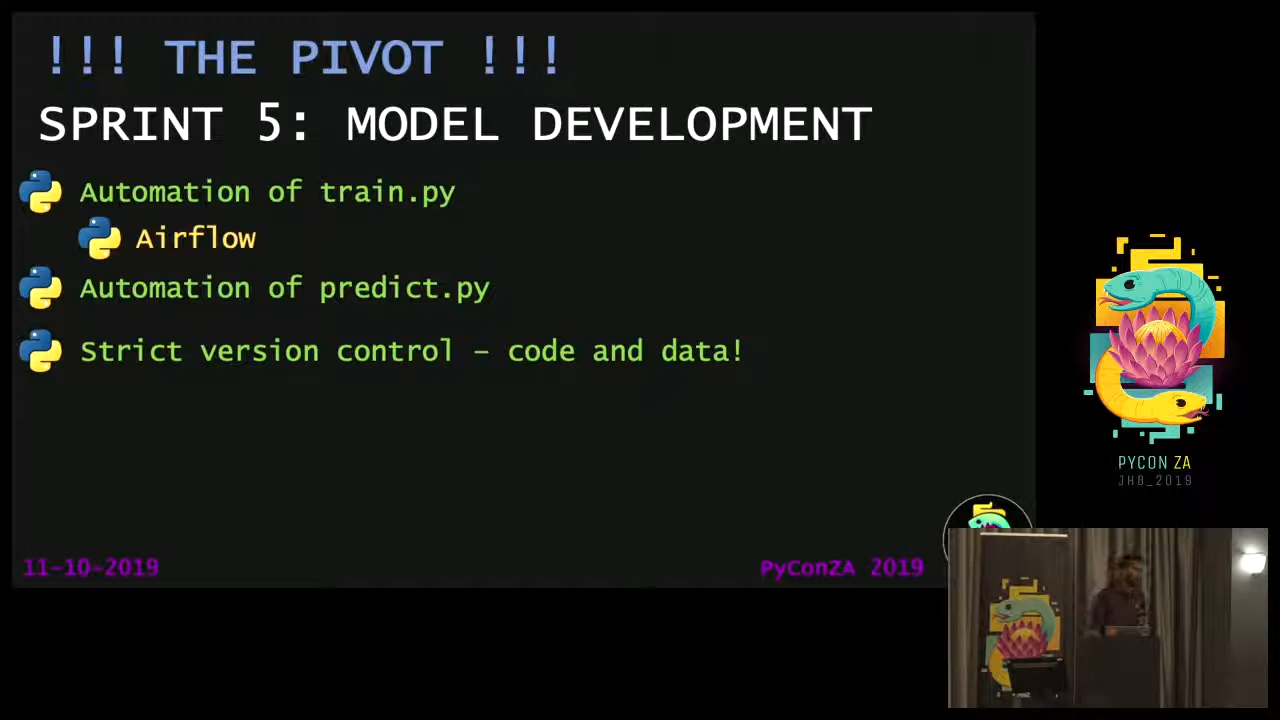 !!! THE PIVOT !!!
SPRINT 5: MODEL DEVELOPMENT
Automation of train.py
Airflow
Automation of predict.py
Strict version control – code and data!
11-10-2019
PyConZA 2019
PYCON ZA
JHB_2019